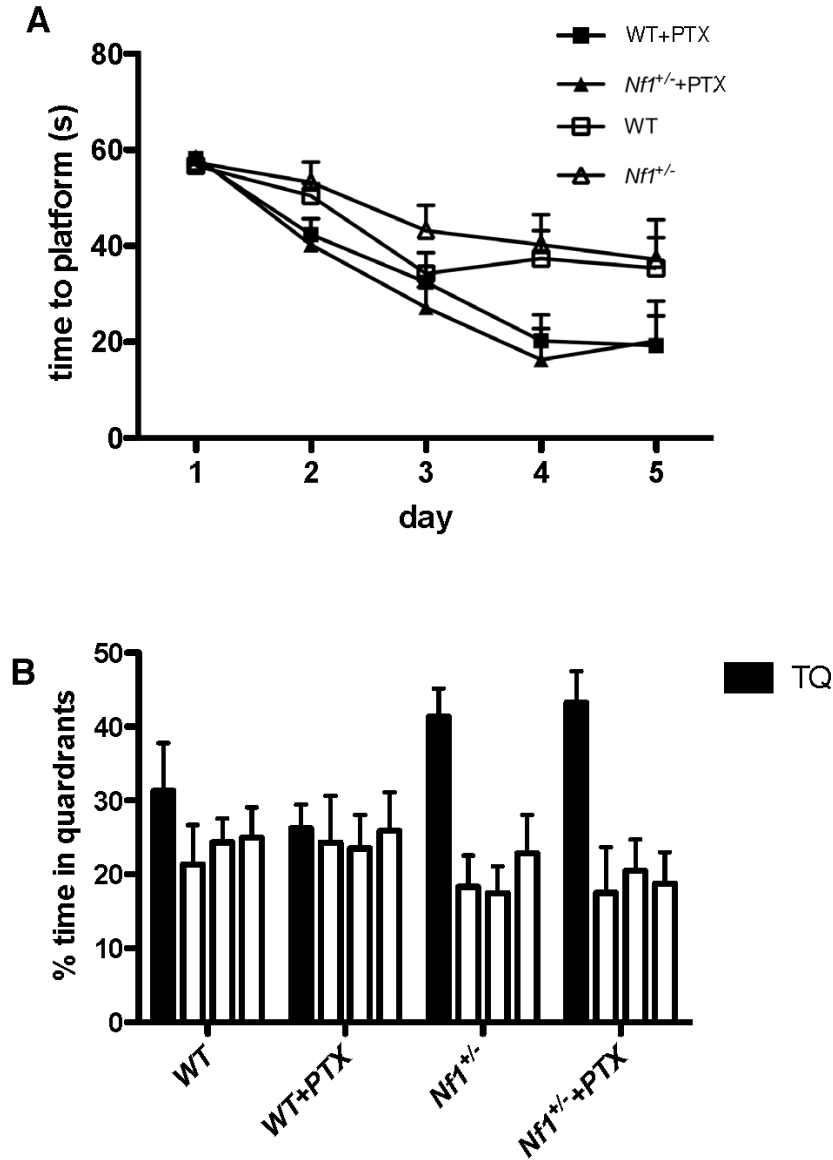 A
WT+PTX
Nf1+/-+PTX
WT
Nf1+/-
time to platform (s)
80
60
40
20
0
1 2 3 4 5
day
B
TQ
% time in quardrants
50
40
30
20
10
0
WT WT+PTX Nf1+/- Nf1+/-+PTX